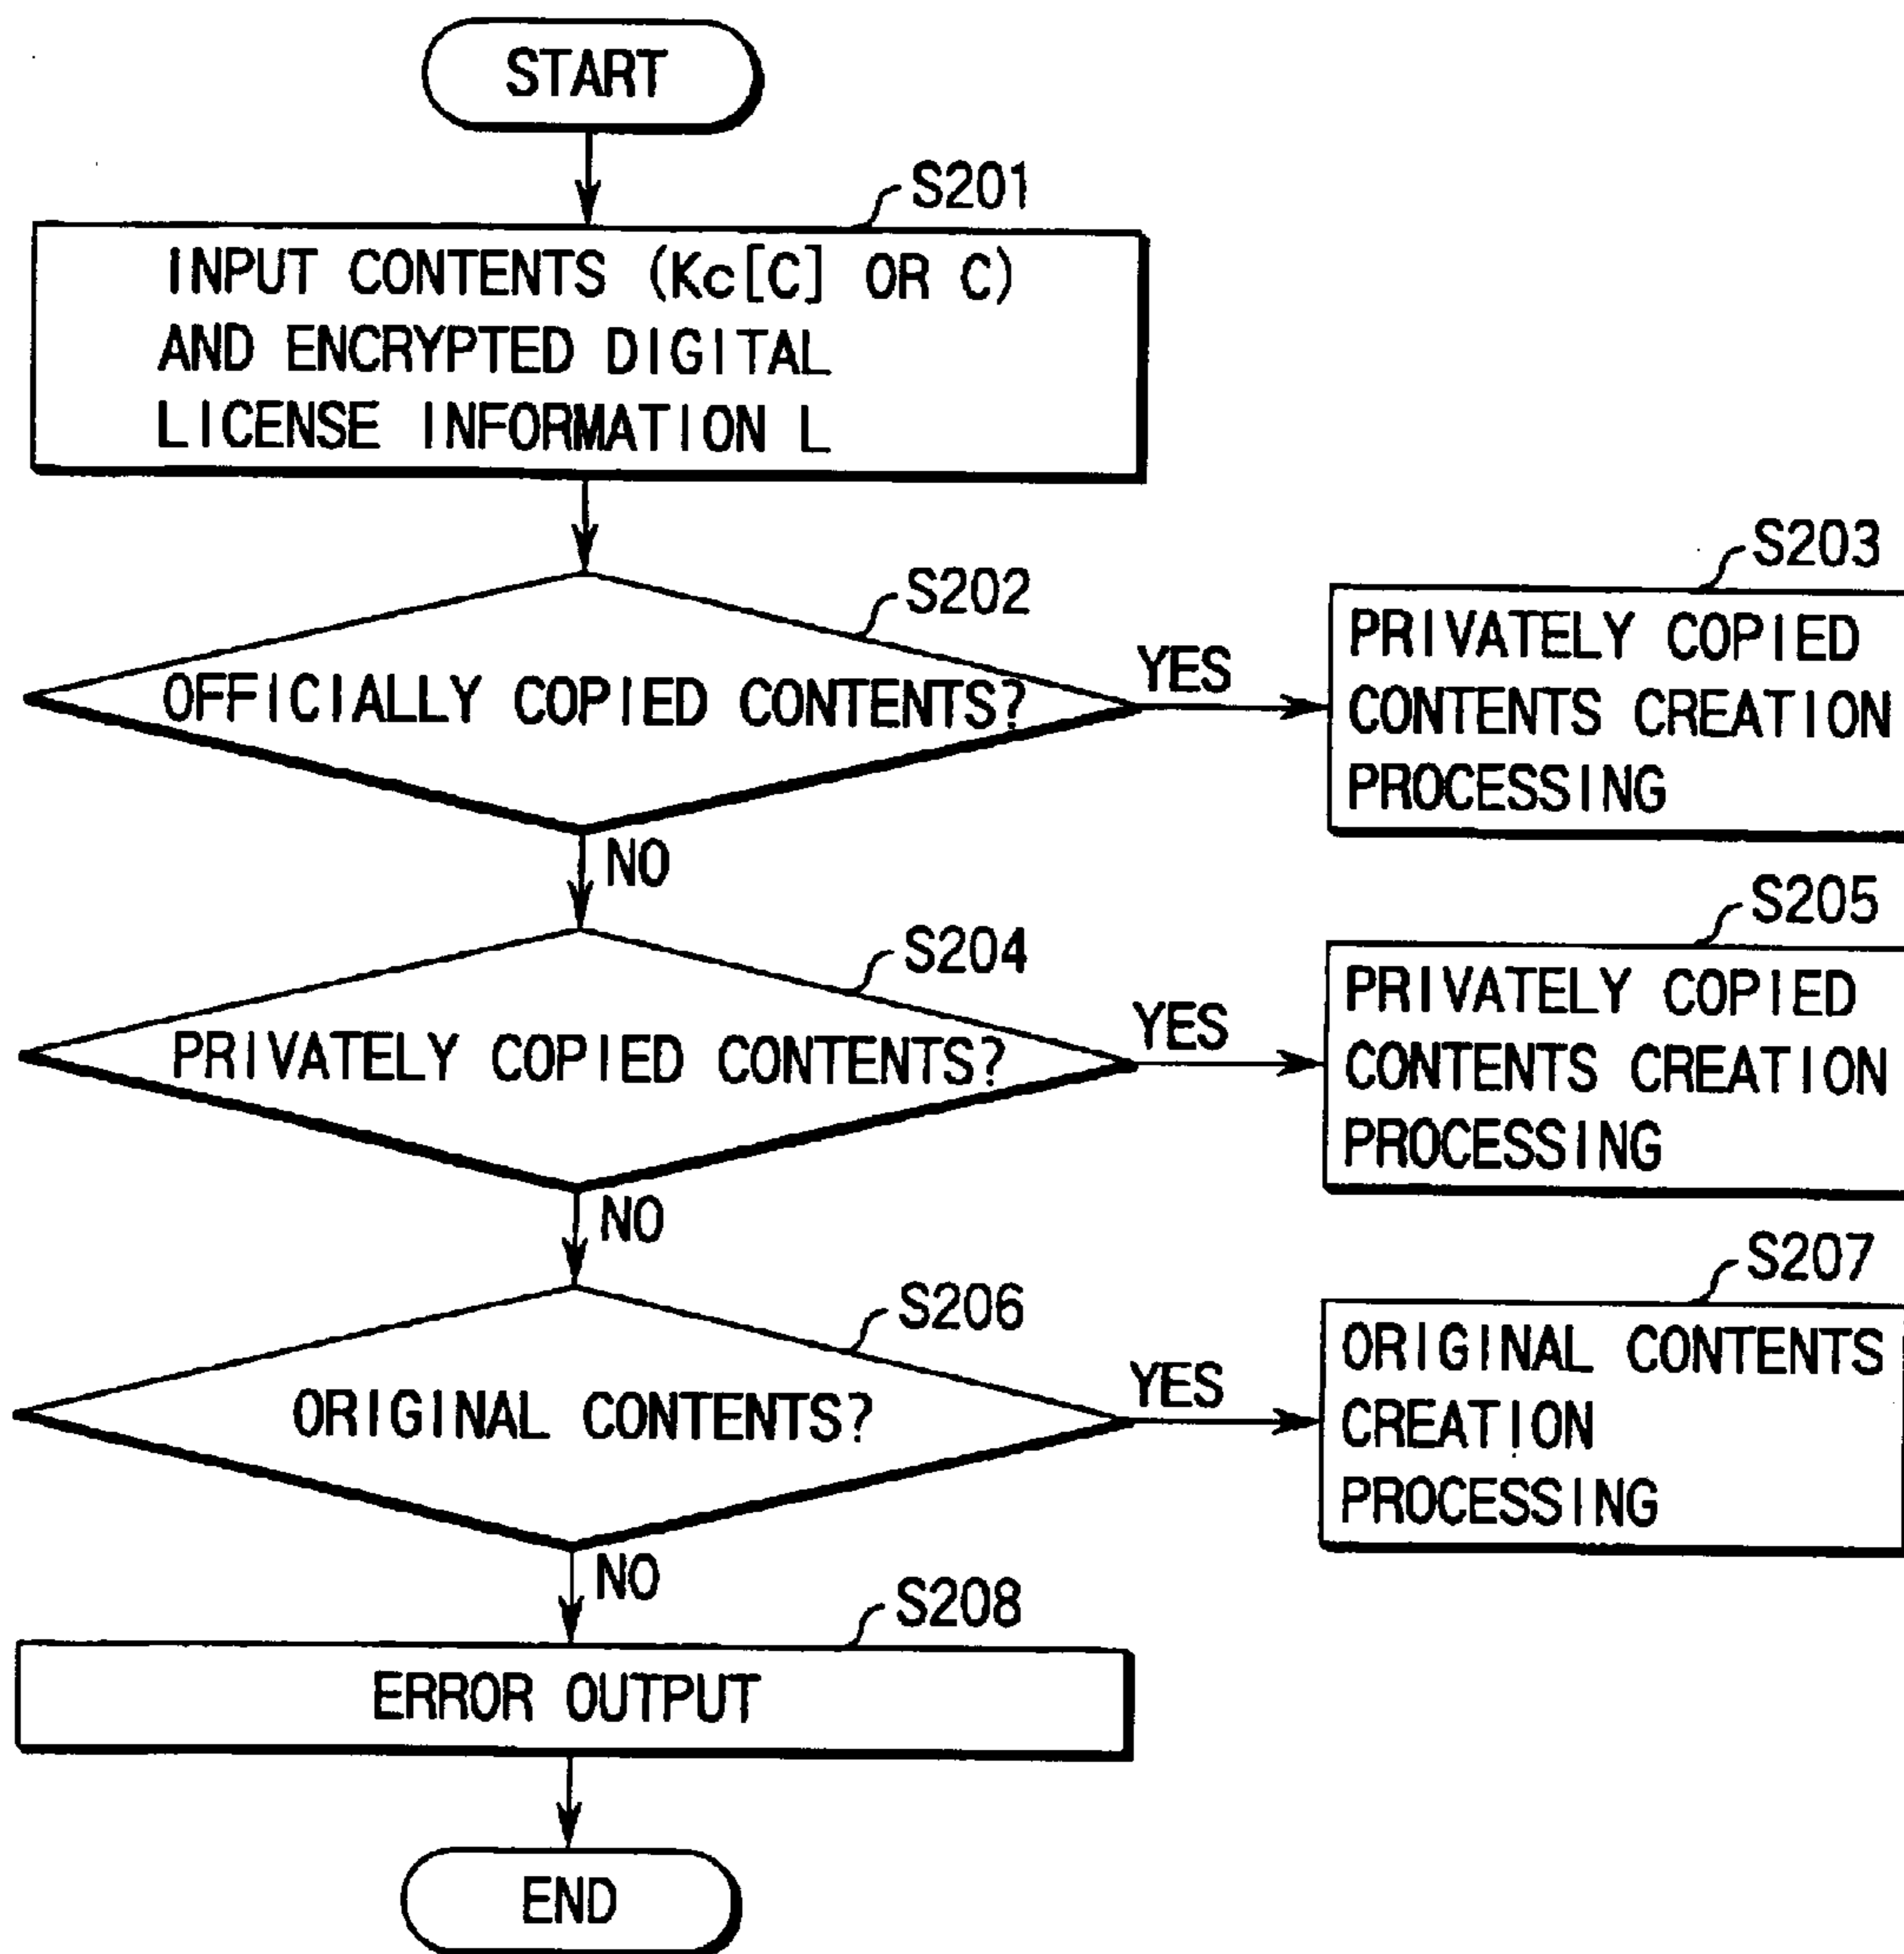 START
S201
INPUT CONTENTS (Kc[C] OR C)
AND ENCRYPTED DIGITAL
LICENSE INFORMATION L
S202
OFFICIALLY COPIED CONTENTS?
YES
S203
PRIVATELY COPIED
CONTENTS CREATION
PROCESSING
NO
S204
PRIVATELY COPIED CONTENTS?
YES
S205
PRIVATELY COPIED
CONTENTS CREATION
PROCESSING
NO
S206
ORIGINAL CONTENTS?
YES
S207
ORIGINAL CONTENTS
CREATION
PROCESSING
NO
S208
ERROR OUTPUT
END